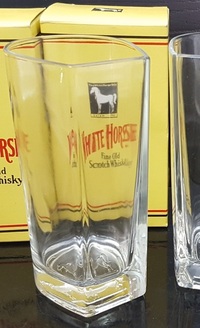 WHITE HORSE
Fine Old
Scotch Whisky